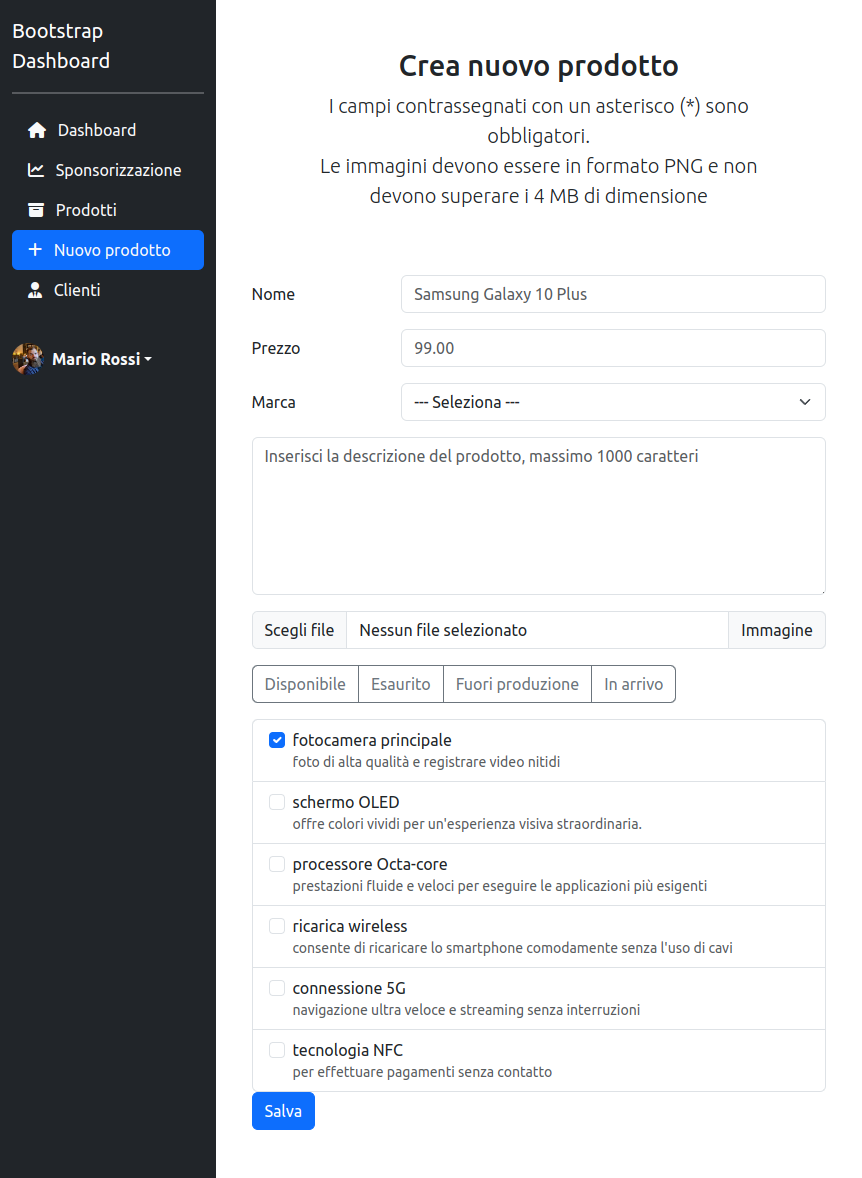 Bootstrap
Dashboard
Dashboard
Sponsorizzazione
Prodotti
Nuovo prodotto
Clienti
Mario Rossi
Crea nuovo prodotto
I campi contrassegnati con un asterisco (*) sono
obbligatori.
Le immagini devono essere in formato PNG e non
devono superare i 4 MB di dimensione
Nome Samsung Galaxy 10 Plus
Prezzo 99.00
Marca --- Seleziona ---
Inserisci la descrizione del prodotto, massimo 1000 caratteri
Scegli file Nessun file selezionato Immagine
Disponibile Esaurito Fuori produzione In arrivo
fotocamera principale
foto di alta qualità e registrare video nitidi
schermo OLED
offre colori vividi per un'esperienza visiva straordinaria.
processore Octa-core
prestazioni fluide e veloci per eseguire le applicazioni più esigenti
ricarica wireless
consente di ricaricare lo smartphone comodamente senza l'uso di cavi
connessione 5G
navigazione ultra veloce e streaming senza interruzioni
tecnologia NFC
per effettuare pagamenti senza contatto
Salva